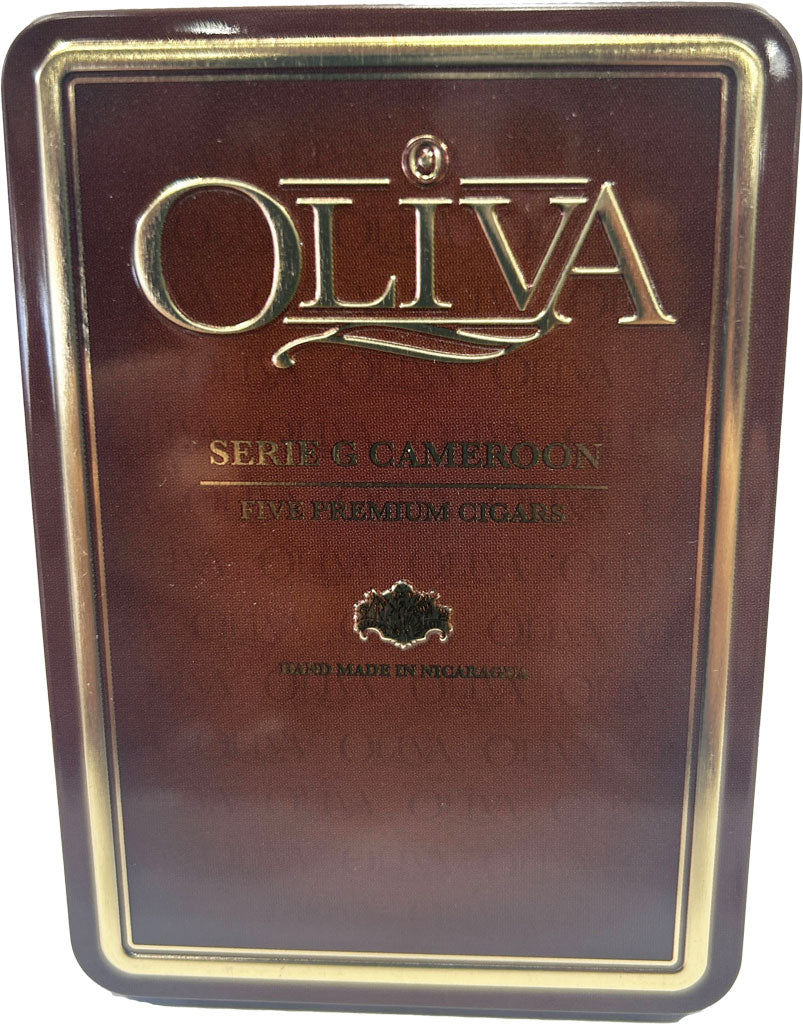 OLiVA
SERIE G CAMEROON
FIVE PREMIUM CIGARS
HAND MADE IN NICARAGUA